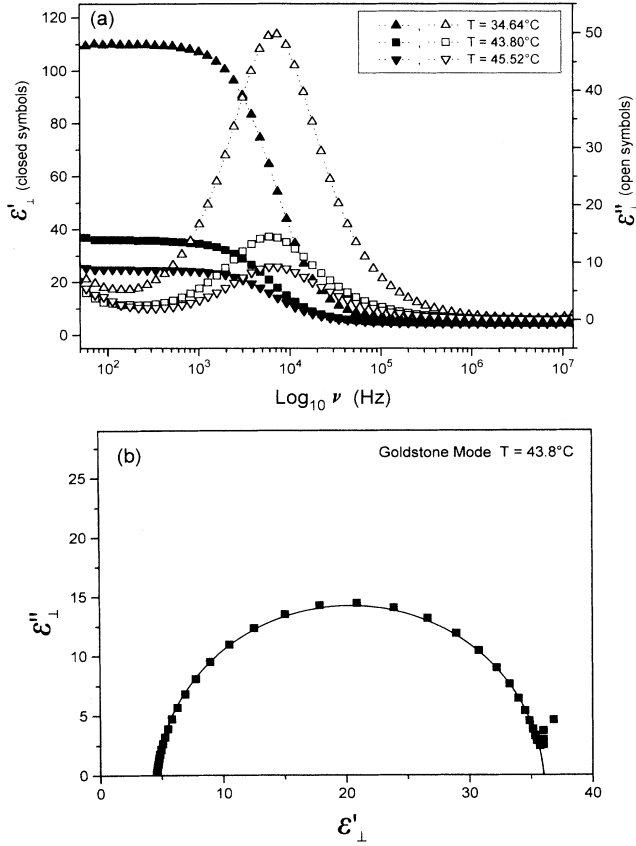 (a)
T = 34.64°C
T = 43.80°C
T = 45.52°C
120
100
80
60
40
20
0
50
40
30
20
10
0
ε'⊥ (closed symbols)
ε''⊥ (open symbols)
10² 10³ 10⁴ 10⁵ 10⁶ 10⁷
Log₁₀ ν (Hz)
(b)
Goldstone Mode T = 43.8°C
25
20
15
10
5
0
ε''⊥
0 10 20 30 40
ε'⊥